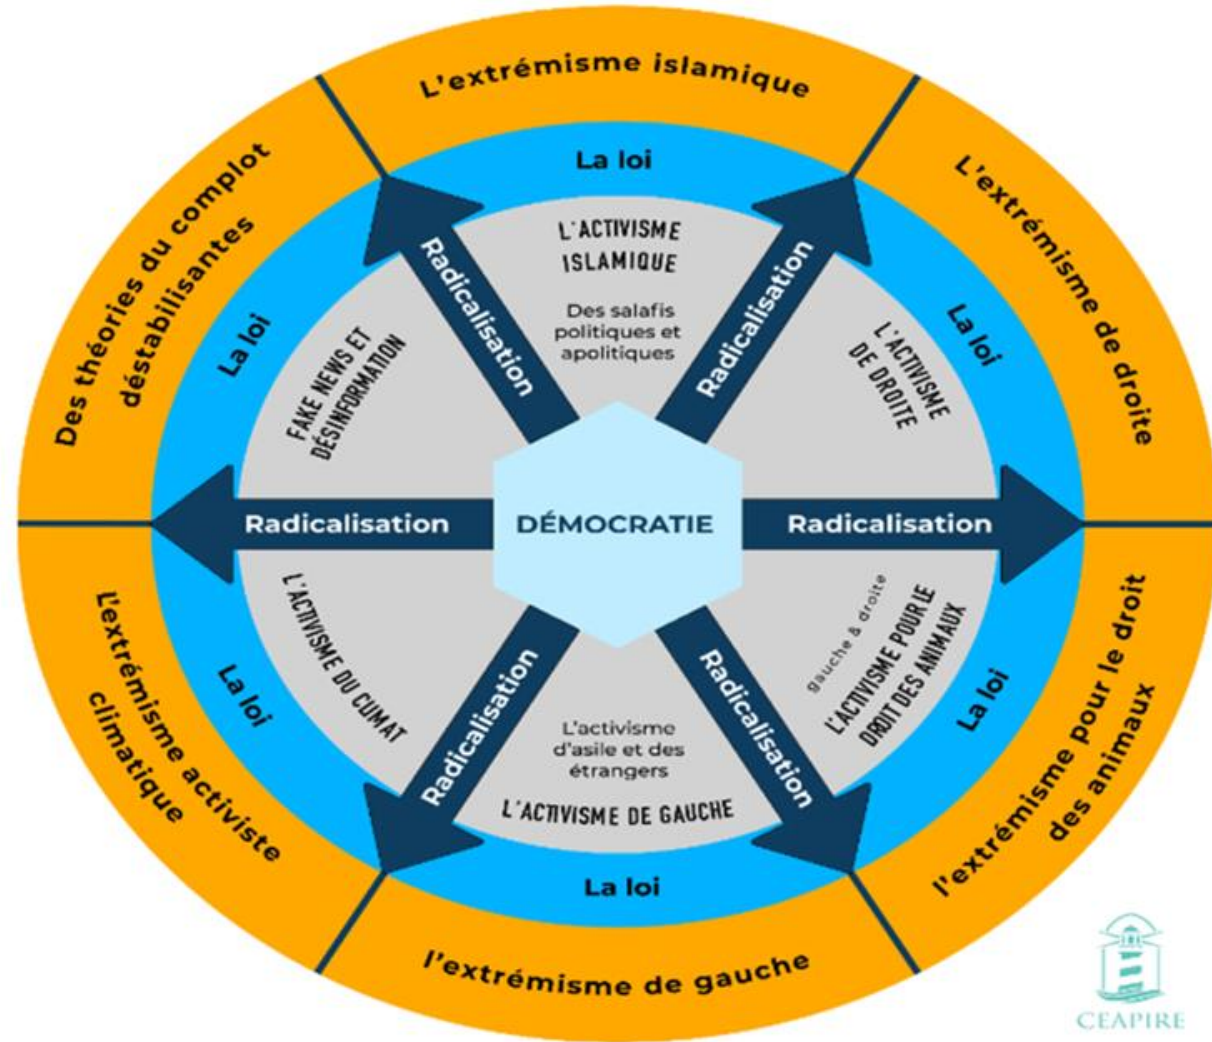 L'extrémisme islamique
La loi
L'ACTIVISME
ISLAMIQUE
Des salafis
politiques et
apolitiques
Radicalisation
L'extrémisme de droite
La loi
L'ACTIVISME
DE DROITE
Radicalisation
l'extrémisme pour le droit
des animaux
La loi
gauche & droite
L'ACTIVISME POUR LE
DROIT DES ANIMAUX
Radicalisation
l'extrémisme de gauche
La loi
L'activisme
d'asile et des
étrangers
L'ACTIVISME DE GAUCHE
Radicalisation
L'extrémisme activiste
climatique
La loi
L'ACTIVISME DU CLIMAT
Radicalisation
Des théories du complot
déstabilisantes
La loi
FAKE NEWS ET
DÉSINFORMATION
Radicalisation
DÉMOCRATIE
CEAPIRE